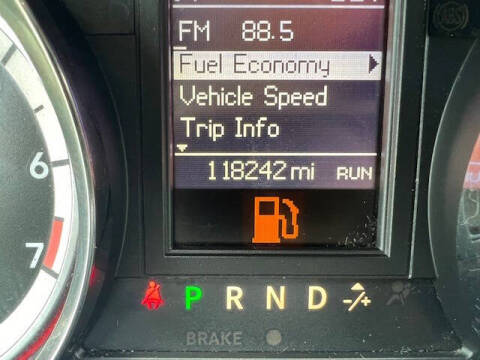 FM 88.5
Fuel Economy
Vehicle Speed
Trip Info
118242 mi RUN
6
7
P R N D -/+
BRAKE